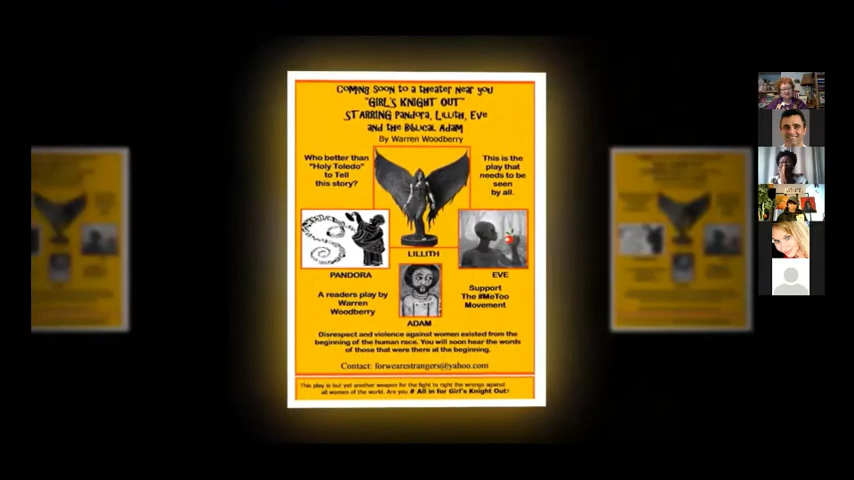 COMING SOON TO A THEATER NEAR YOU
"GIRL'S KNIGHT OUT"
STARRING PANDORA, LILLITH, EVE
AND THE BIBLICAL ADAM
By Warren Woodberry
Who better than
"Holy Toledo"
to Tell
this story?
This is the
play that
needs to be
seen
by all.
LILLITH
PANDORA
EVE
A readers play by
Warren
Woodberry
Support
The #MeToo
Movement
ADAM
Disrespect and violence against women existed from the
beginning of the human race. You will soon hear the words
of those that were there at the beginning.
Contact: forwearestrangers@yahoo.com
This play is but yet another weapon for the fight to right the wrongs against
all women of the world. Are you # All in for Girl's Knight Out?